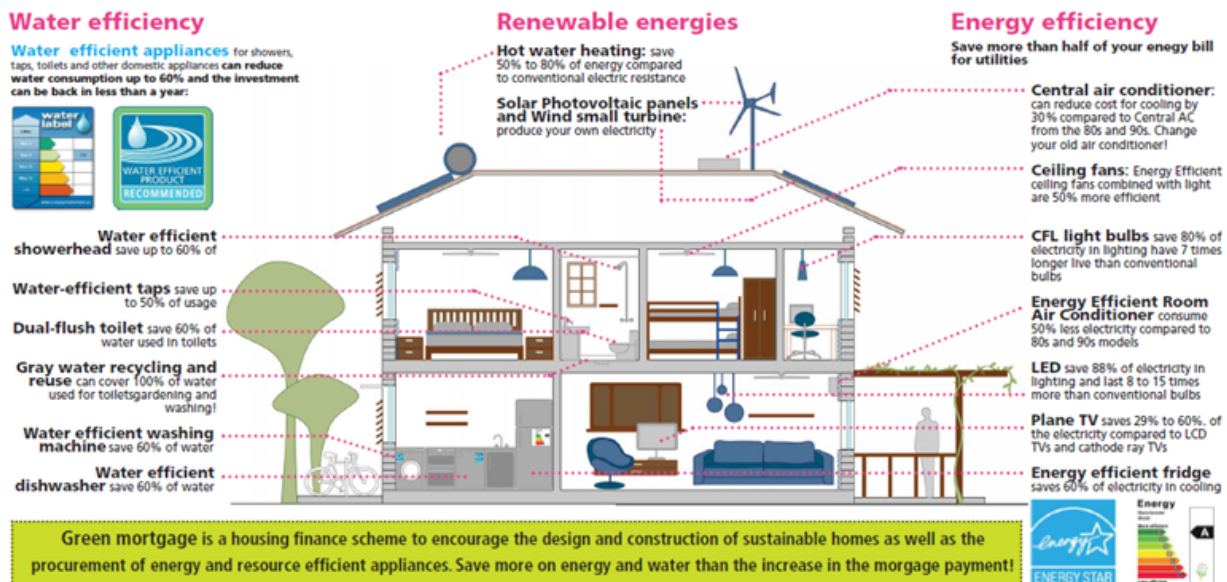 Water efficiency
Water efficient appliances for showers,
taps, toilets and other domestic appliances can reduce
water consumption up to 60% and the investment
can be back in less than a year:
water
label
WATER EFFICIENT
PRODUCT
RECOMMENDED
Water efficient
showerhead save up to 60% of
Water-efficient taps save up
to 50% of usage
Dual-flush toilet save 60% of
water used in toilets
Gray water recycling and
reuse can cover 100% of water
used for toiletsgardening and
washing!
Water efficient washing
machine save 60% of water
Water efficient
dishwasher save 60% of water
Renewable energies
Hot water heating: save
50% to 80% of energy compared
to conventional electric resistance
Solar Photovoltaic panels
and Wind small turbine:
produce your own electricity
Energy efficiency
Save more than half of your energy bill
for utilities
Central air conditioner:
can reduce cost for cooling by
30% compared to Central AC
from the 80s and 90s. Change
your old air conditioner!
Ceiling fans: Energy Efficient
ceiling fans combined with light
are 50% more efficient
CFL light bulbs save 80% of
electricity in lighting have 7 times
longer live than conventional
bulbs
Energy Efficient Room
Air Conditioner consume
50% less electricity compared to
80s and 90s models
LED save 88% of electricity in
lighting and last 8 to 15 times
more than conventional bulbs
Plane TV saves 29% to 60%. of
the electricity compared to LCD
TVs and cathode ray TVs
Energy efficient fridge
saves 60% of electricity in cooling
energy
ENERGY STAR
Energy
A
Green mortgage is a housing finance scheme to encourage the design and construction of sustainable homes as well as the
procurement of energy and resource efficient appliances. Save more on energy and water than the increase in the morgage payment!